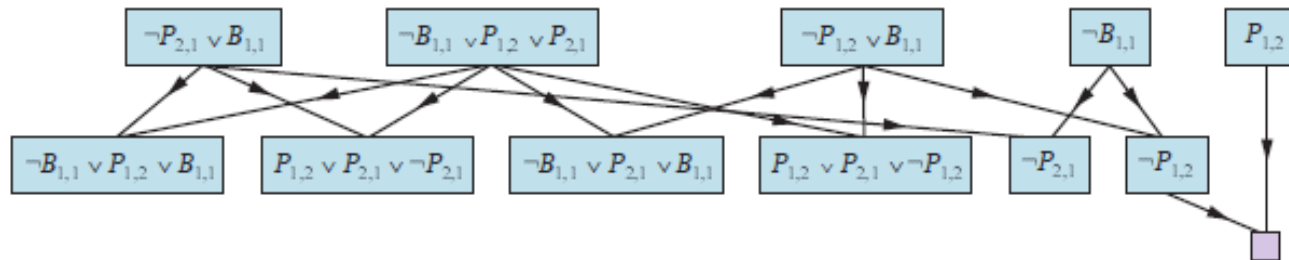 ¬P₂,₁ ∨ B₁,₁ ¬B₁,₁ ∨ P₁,₂ ∨ P₂,₁ ¬P₁,₂ ∨ B₁,₁ ¬B₁,₁ P₁,₂
¬B₁,₁ ∨ P₁,₂ ∨ B₁,₁ P₁,₂ ∨ P₂,₁ ∨ ¬P₂,₁ ¬B₁,₁ ∨ P₂,₁ ∨ B₁,₁ P₁,₂ ∨ P₂,₁ ∨ ¬P₁,₂ ¬P₂,₁ ¬P₁,₂